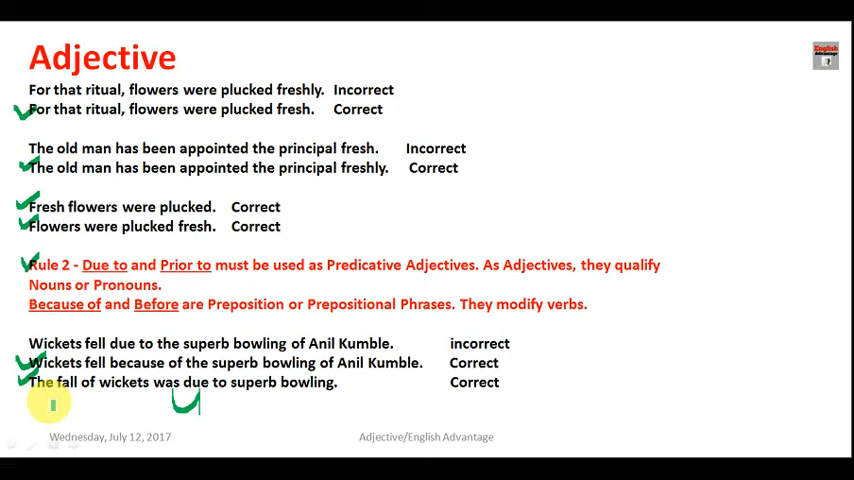 Adjective
English
Advantage
For that ritual, flowers were plucked freshly. Incorrect
For that ritual, flowers were plucked fresh. Correct
The old man has been appointed the principal fresh. Incorrect
The old man has been appointed the principal freshly. Correct
Fresh flowers were plucked. Correct
Flowers were plucked fresh. Correct
Rule 2 - Due to and Prior to must be used as Predicative Adjectives. As Adjectives, they qualify
Nouns or Pronouns.
Because of and Before are Preposition or Prepositional Phrases. They modify verbs.
Wickets fell due to the superb bowling of Anil Kumble. incorrect
Wickets fell because of the superb bowling of Anil Kumble. Correct
The fall of wickets was due to superb bowling. Correct
Wednesday, July 12, 2017 Adjective/English Advantage